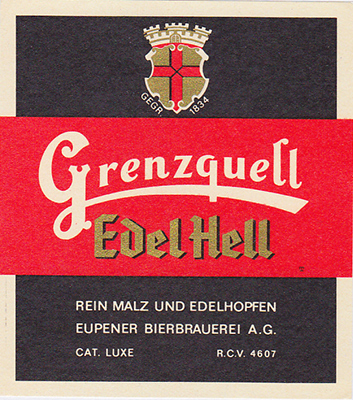 GEGR. 1834
Grenzquell
Edel Hell
REIN MALZ UND EDELHOPFEN
EUPENER BIERBRAUEREI A.G.
CAT. LUXE R.C.V. 4607